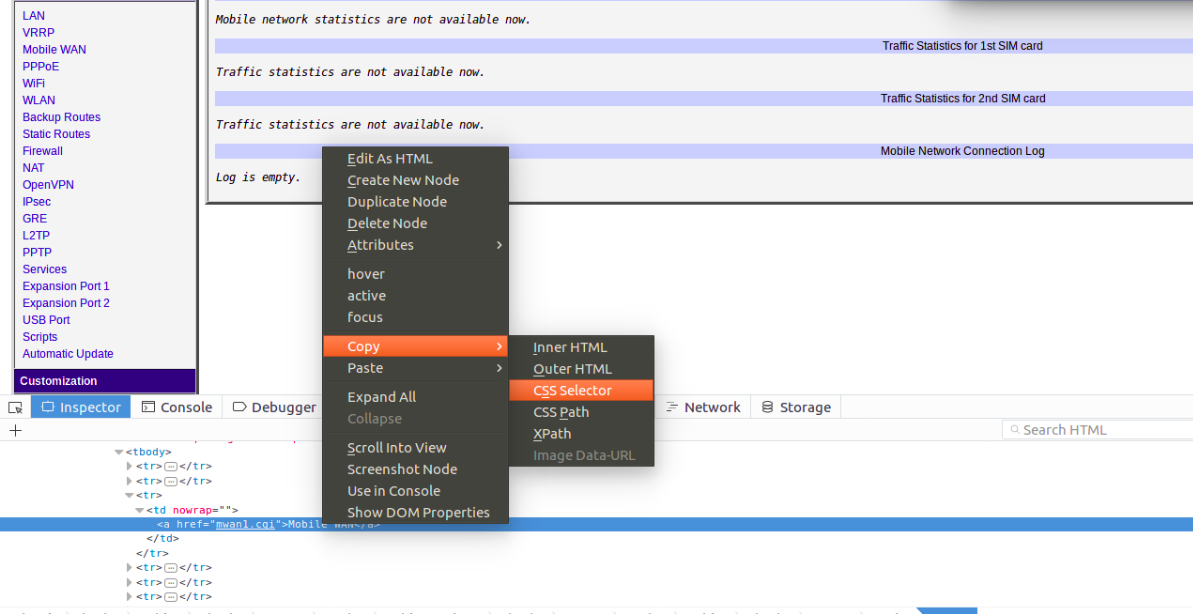 LAN
VRRP
Mobile WAN
PPPoE
WiFi
WLAN
Backup Routes
Static Routes
Firewall
NAT
OpenVPN
IPsec
GRE
L2TP
PPTP
Services
Expansion Port 1
Expansion Port 2
USB Port
Scripts
Automatic Update
Customization
Mobile network statistics are not available now.
Traffic Statistics for 1st SIM card
Traffic statistics are not available now.
Traffic Statistics for 2nd SIM card
Traffic statistics are not available now.
Mobile Network Connection Log
Log is empty.
Edit As HTML
Create New Node
Duplicate Node
Delete Node
Attributes
hover
active
focus
Copy
Paste
Expand All
Collapse
Scroll Into View
Screenshot Node
Use in Console
Show DOM Properties
Inner HTML
Outer HTML
CSS Selector
CSS Path
XPath
Image Data-URL
Inspector Console Debugger Network Storage
+ Search HTML
<tbody>
<tr>…</tr>
<tr>…</tr>
<tr>
<td nowrap="">
<a href="mwan1.cgi">Mobile WAN</a>
</td>
</tr>
<tr>…</tr>
<tr>…</tr>
<tr>…</tr>